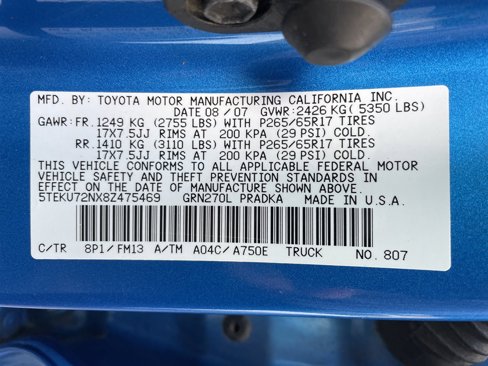 MFD. BY: TOYOTA MOTOR MANUFACTURING CALIFORNIA INC.
DATE 08 / 07 GVWR: 2426 KG ( 5350 LBS)
GAWR: FR. 1249 KG (2755 LBS) WITH P265/65R17 TIRES
17X7.5JJ RIMS AT 200 KPA (29 PSI) COLD.
RR. 1410 KG (3110 LBS) WITH P265/65R17 TIRES
17X7.5JJ RIMS AT 200 KPA (29 PSI) COLD.
THIS VEHICLE CONFORMS TO ALL APPLICABLE FEDERAL MOTOR
VEHICLE SAFETY AND THEFT PREVENTION STANDARDS IN
EFFECT ON THE DATE OF MANUFACTURE SHOWN ABOVE.
5TEKU72NX8Z475469 GRN270L PRADKA MADE IN U.S.A.
C/TR 8P1/ FM13 A/TM A04C/ A750E TRUCK NO. 807